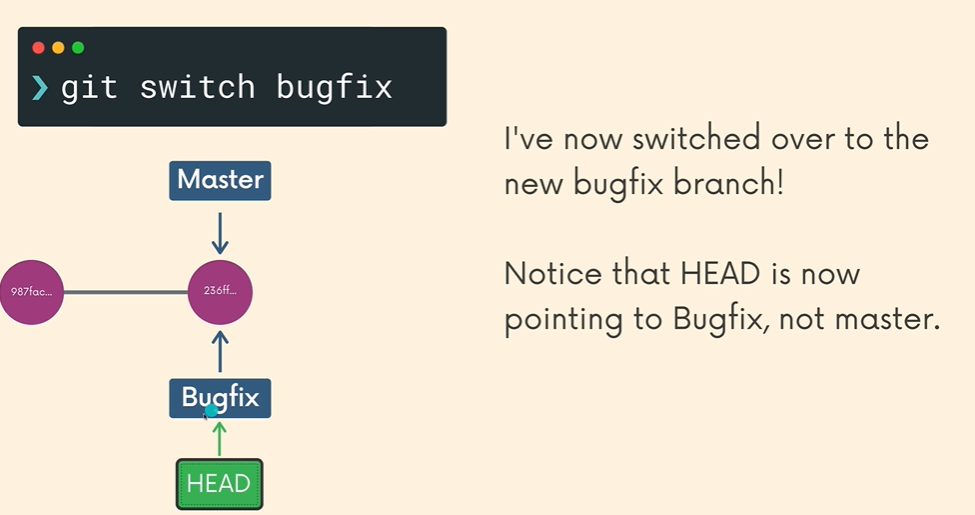 ❯ git switch bugfix
Master
I've now switched over to the
new bugfix branch!
987fac...
236ff...
Notice that HEAD is now
pointing to Bugfix, not master.
Bugfix
HEAD